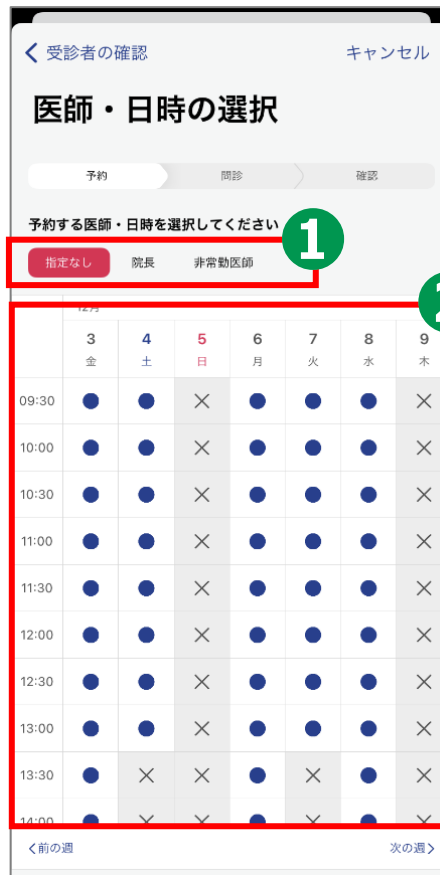 受診者の確認 キャンセル
医師・日時の選択
予約 問診 確認
予約する医師・日時を選択してください
1
指定なし 院長 非常勤医師
12月
3 4 5 6 7 8 9
金 土 日 月 火 水 木
09:30 ● ● × ● ● ● ×
10:00 ● ● × ● ● ● ×
10:30 ● ● × ● ● ● ×
11:00 ● ● × ● ● ● ×
11:30 ● ● × ● ● ● ×
12:00 ● ● × ● ● ● ×
12:30 ● ● × ● ● ● ×
13:00 ● ● × ● ● ● ×
13:30 ● × × ● × ● ×
14:00 ● × × ● × ● ×
<前の週 次の週>